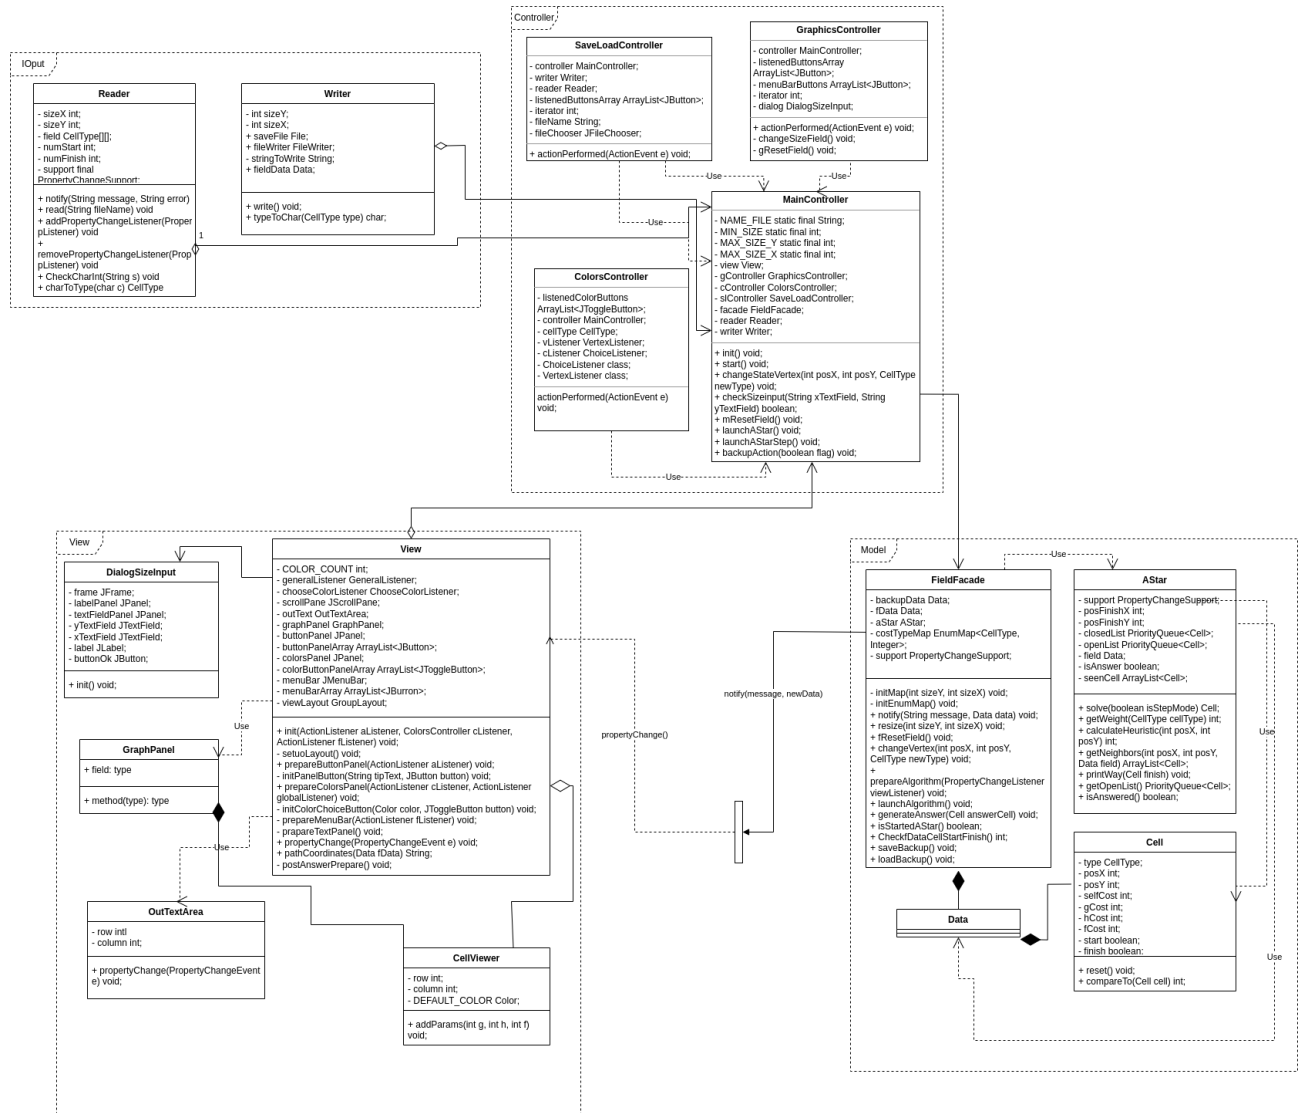 Controller
SaveLoadController
- controller MainController;
- writer Writer;
- reader Reader;
- listenedButtonsArray ArrayList<JButton>;
- iterator int;
- fileName String;
- fileChooser JFileChooser;
+ actionPerformed(ActionEvent e) void;
GraphicsController
- controller MainController;
- listenedButtonsArray
ArrayList<JButton>;
- menuBarButtons ArrayList<JButton>;
- iterator int;
- dialog DialogSizeInput;
+ actionPerformed(ActionEvent e) void;
- changeSizeField() void;
- gResetField() void;
IOput
Reader
- sizeX int;
- sizeY int;
- field CellType[][];
- numStart int;
- numFinish int;
- support final
PropertyChangeSupport;
+ notify(String message, String error)
+ read(String fileName) void
+ addPropertyChangeListener(Proper
pListener) void
+
removePropertyChangeListener(Prop
pListener) void
+ CheckCharInt(String s) void
+ charToType(char c) CellType
1
Writer
- int sizeY;
- int sizeX;
+ saveFile File;
+ fileWriter FileWriter;
- stringToWrite String;
+ fieldData Data;
+ write() void;
+ typeToChar(CellType type) char;
Use
Use
Use
MainController
- NAME_FILE static final String;
- MIN_SIZE static final int;
- MAX_SIZE_Y static final int;
- MAX_SIZE_X static final int;
- view View;
- gController GraphicsController;
- cController ColorsController;
- slController SaveLoadController;
- facade FieldFacade;
- reader Reader;
- writer Writer;
+ init() void;
+ start() void;
+ changeStateVertex(int posX, int posY, CellType
newType) void;
+ checkSizeinput(String xTextField, String
yTextField) boolean;
+ mResetField() void;
+ launchAStar() void;
+ launchAStarStep() void;
+ backupAction(boolean flag) void;
ColorsController
- listenedColorButtons
ArrayList<JToggleButton>;
- controller MainController;
- cellType CellType;
- vListener VertexListener;
- cListener ChoiceListener;
- ChoiceListener class;
- VertexListener class;
actionPerformed(ActionEvent e)
void;
Use
View
DialogSizeInput
- frame JFrame;
- labelPanel JPanel;
- textFieldPanel JPanel;
- yTextField JTextField;
- xTextField JTextField;
- label JLabel;
- buttonOk JButton;
+ init() void;
View
- COLOR_COUNT int;
- generalListener GeneralListener;
- chooseColorListener ChooseColorListener;
- scrollPane JScrollPane;
- outText OutTextArea;
- graphPanel GraphPanel;
- buttonPanel JPanel;
- buttonPanelArray ArrayList<JButton>;
- colorsPanel JPanel;
- colorButtonPanelArray ArrayList<JToggleButton>;
- menuBar JMenuBar;
- menuBarArray ArrayList<JBurron>;
- viewLayout GroupLayout;
+ init(ActionListener aListener, ColorsController cListener,
ActionListener fListener) void;
- setuoLayout() void;
+ prepareButtonPanel(ActionListener aListener) void;
- initPanelButton(String tipText, JButton button) void;
+ prepareColorsPanel(ActionListener cListener, ActionListener
globalListener) void;
- initColorChoiceButton(Color color, JToggleButton button) void;
- prepareMenuBar(ActionListener fListener) void;
- prapareTextPanel() void;
+ propertyChange(PropertyChangeEvent e) void;
+ pathCoordinates(Data fData) String;
- postAnswerPrepare() void;
Use
GraphPanel
+ field: type
+ method(type): type
Use
OutTextArea
- row intl
- column int;
+ propertyChange(PropertyChangeEvent
e) void;
CellViewer
- row int;
- column int;
- DEFAULT_COLOR Color;
+ addParams(int g, int h, int f)
void;
propertyChange()
notify(message, newData)
Model
FieldFacade
- backupData Data;
- fData Data;
- aStar AStar;
- costTypeMap EnumMap<CellType,
Integer>;
- support PropertyChangeSupport;
- initMap(int sizeY, int sizeX) void;
- initEnumMap() void;
+ notify(String message, Data data) void;
+ resize(int sizeY, int sizeX) void;
+ fResetField() void;
+ changeVertex(int posX, int posY,
CellType newType) void;
+
prepareAlgorithm(PropertyChangeListener
viewListener) void;
+ launchAlgorithm() void;
+ generateAnswer(Cell answerCell) void;
+ isStartedAStar() boolean;
+ CheckfDataCellStartFinish() int;
+ saveBackup() void;
+ loadBackup() void;
Use
AStar
- support PropertyChangeSupport;
- posFinishX int;
- posFinishY int;
- closedList PriorityQueue<Cell>;
- openList PriorityQueue<Cell>;
- field Data;
- isAnswer boolean;
- seenCell ArrayList<Cell>;
+ solve(boolean isStepMode) Cell;
+ getWeight(CellType cellType) int;
+ calculateHeuristic(int posX, int
posY) int;
+ getNeighbors(int posX, int posY,
Data field) ArrayList<Cell>;
+ printWay(Cell finish) void;
+ getOpenList() PriorityQueue<Cell>;
+ isAnswered() boolean;
Use
Cell
- type CellType;
- posX int;
- posY int;
- selfCost int;
- gCost int;
- hCost int;
- fCost int;
- start boolean;
- finish boolean:
+ reset() void;
+ compareTo(Cell cell) int;
Data
Use